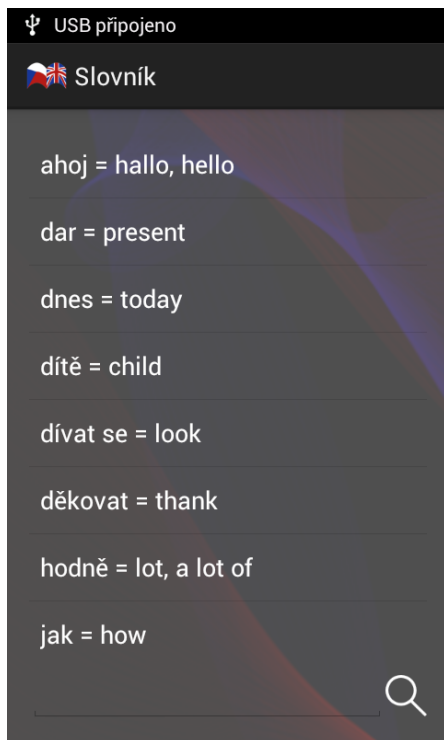 USB připojeno
Slovník
ahoj = hallo, hello
dar = present
dnes = today
dítě = child
dívat se = look
děkovat = thank
hodně = lot, a lot of
jak = how